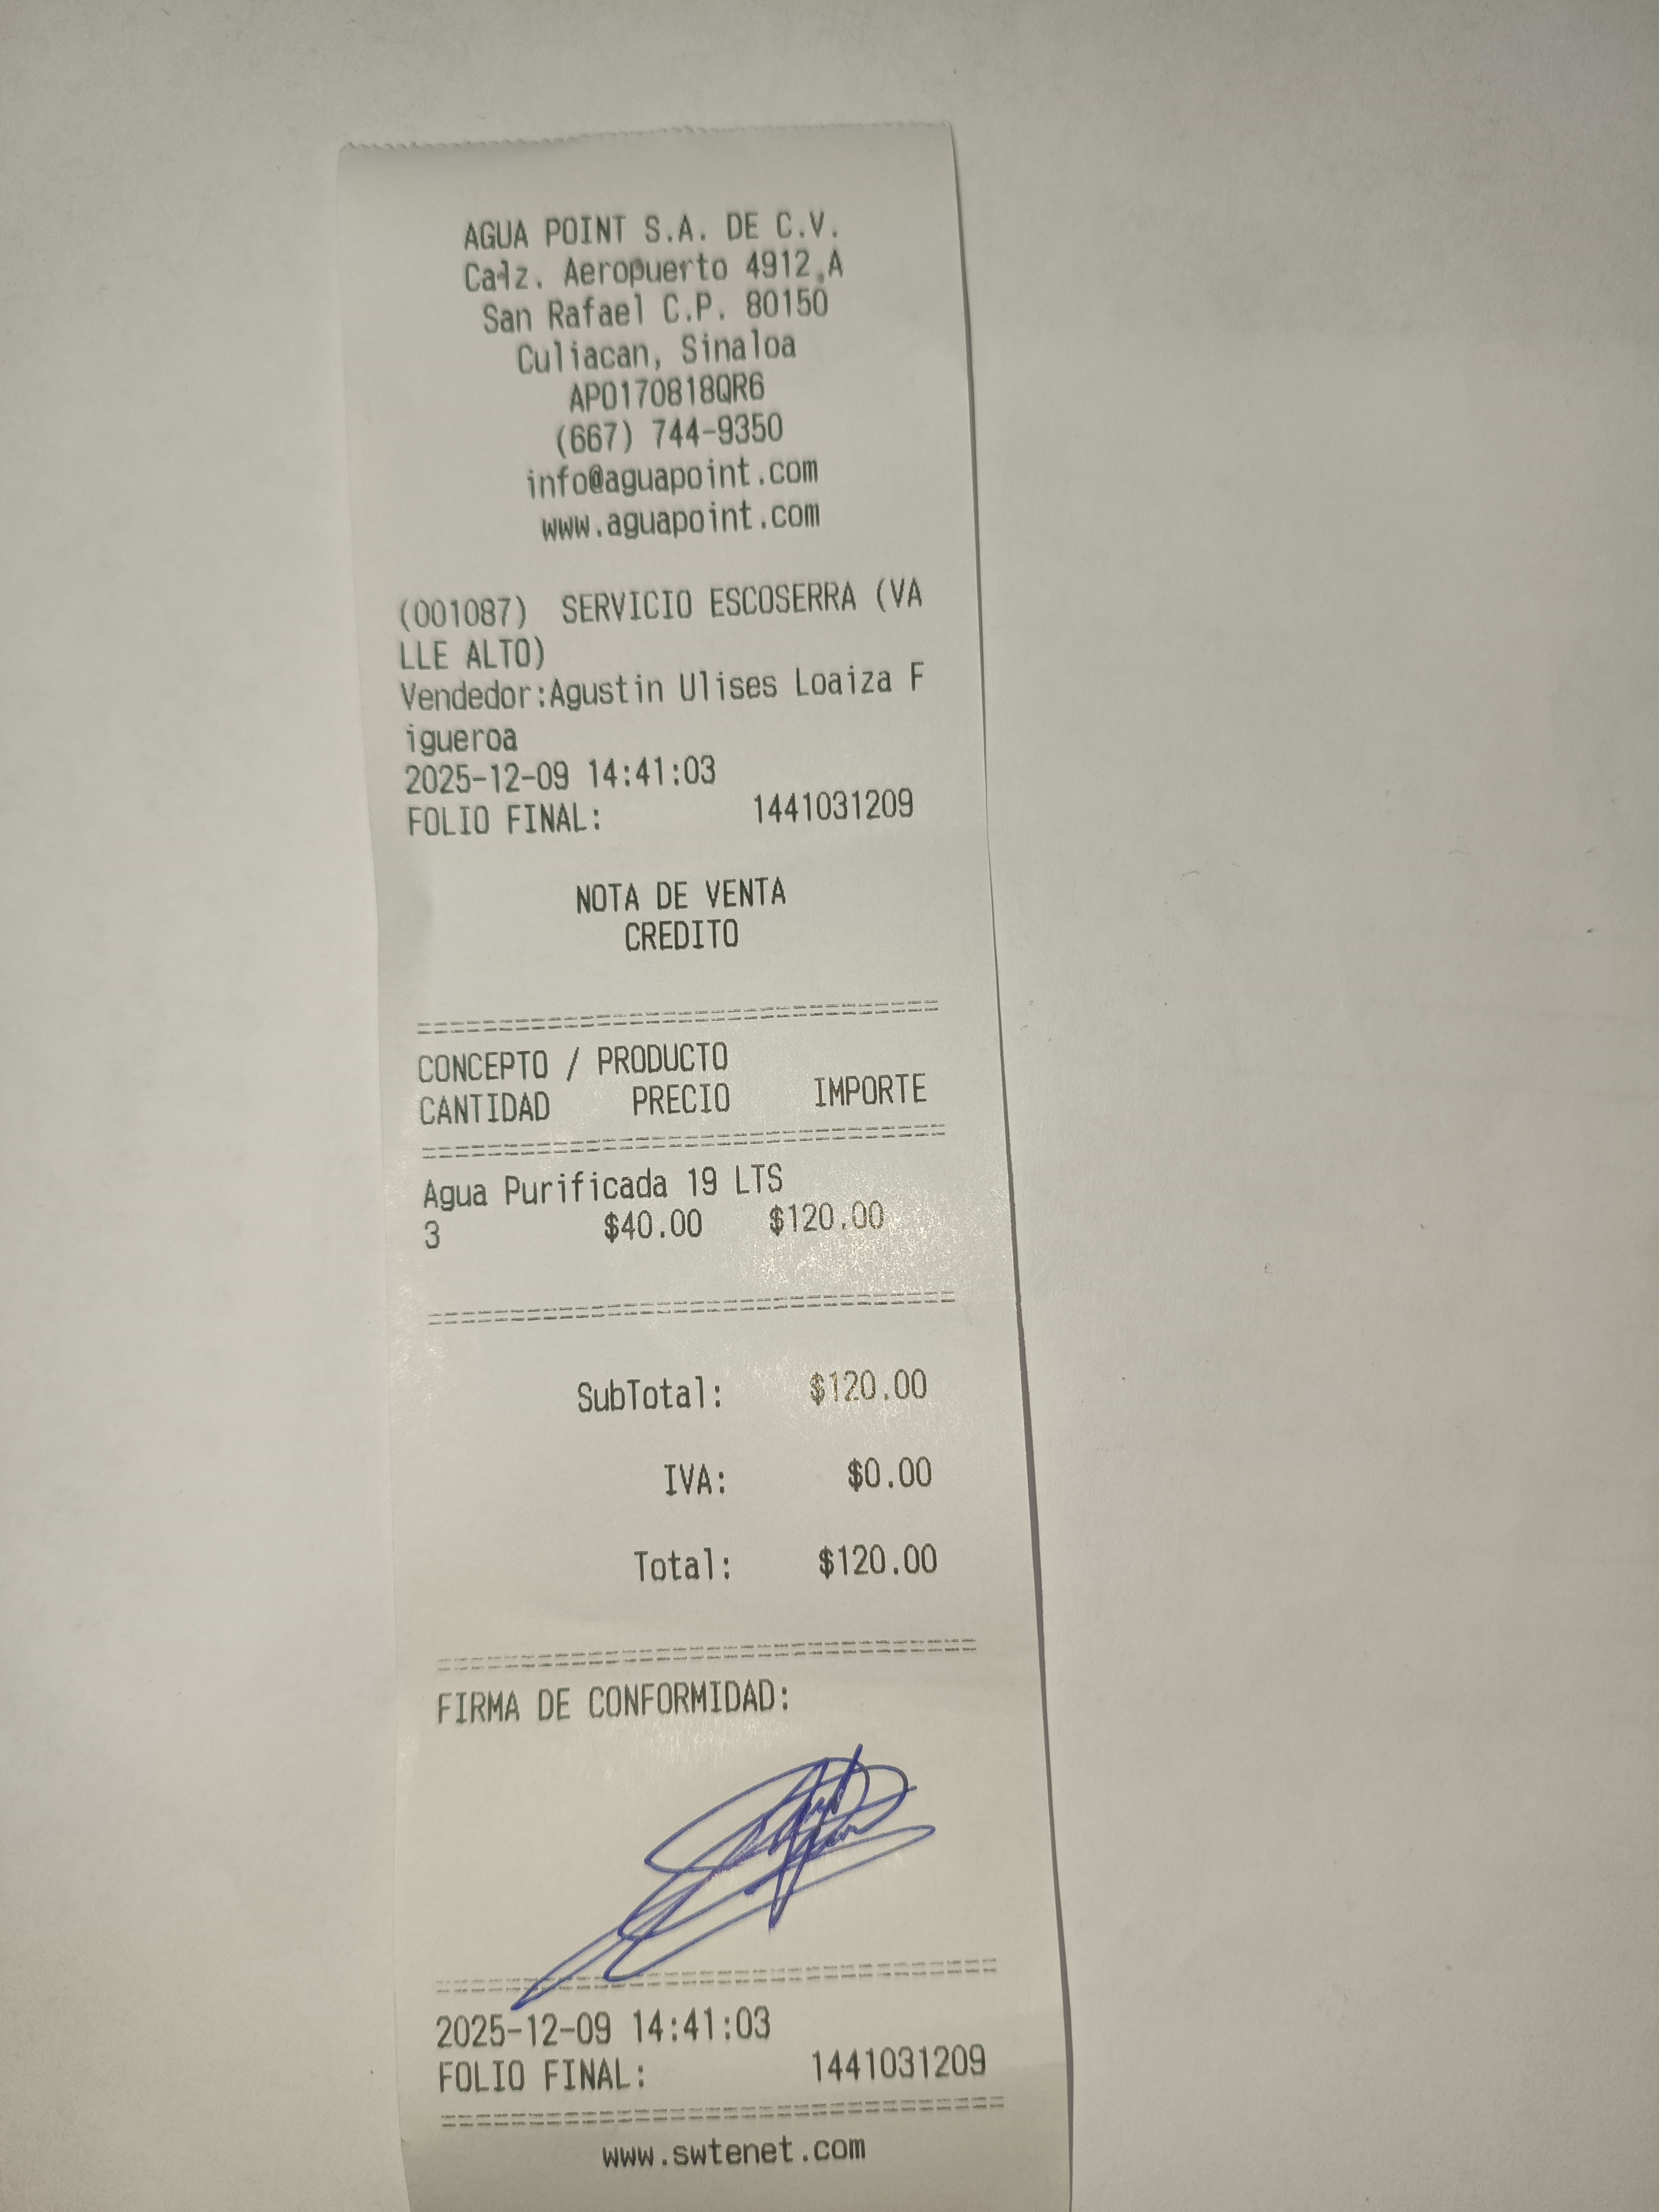 AGUA POINT S.A. DE C.V.
Calz. Aeropuerto 4912,A
San Rafael C.P. 80150
Culiacan, Sinaloa
APO170818QR6
(667) 744-9350
info@aguapoint.com
www.aguapoint.com
(001087) SERVICIO ESCOSERRA (VA
LLE ALTO)
Vendedor:Agustin Ulises Loaiza F
igueroa
2025-12-09 14:41:03
FOLIO FINAL: 1441031209
NOTA DE VENTA
CREDITO
CONCEPTO / PRODUCTO
CANTIDAD PRECIO IMPORTE
Agua Purificada 19 LTS
3 $40.00 $120.00
SubTotal: $120.00
IVA: $0.00
Total: $120.00
FIRMA DE CONFORMIDAD:
2025-12-09 14:41:03
FOLIO FINAL: 1441031209
www.swtenet.com